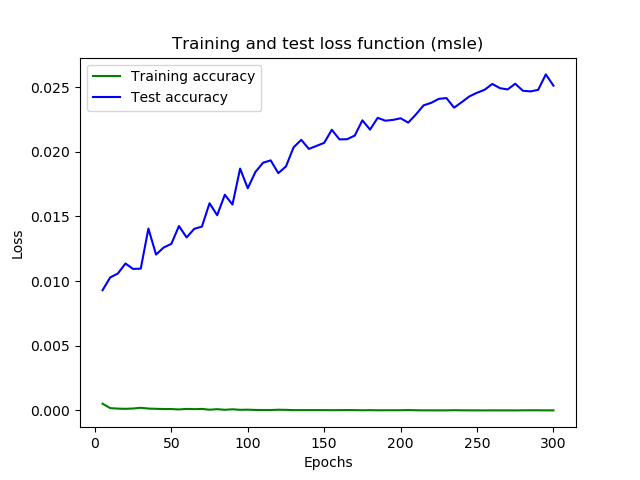 Training and test loss function (msle)
Training accuracy
Test accuracy
0.025
0.020
0.015
0.010
0.005
0.000
Loss
0 50 100 150 200 250 300
Epochs